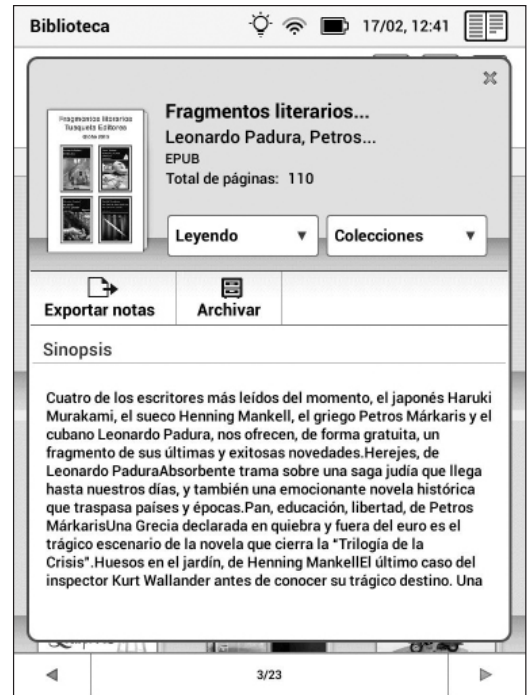 Biblioteca
17/02, 12:41
Fragmentos literarios
Tusquets Editores
Fragmentos literarios...
Leonardo Padura, Petros...
EPUB
Total de páginas: 110
Leyendo
Colecciones
Exportar notas
Archivar
Sinopsis
Cuatro de los escritores más leídos del momento, el japonés Haruki
Murakami, el sueco Henning Mankell, el griego Petros Márkaris y el
cubano Leonardo Padura, nos ofrecen, de forma gratuita, un
fragmento de sus últimas y exitosas novedades.Herejes, de
Leonardo PaduraAbsorbente trama sobre una saga judía que llega
hasta nuestros días, y también una emocionante novela histórica
que traspasa países y épocas.Pan, educación, libertad, de Petros
MárkarisUna Grecia declarada en quiebra y fuera del euro es el
trágico escenario de la novela que cierra la "Trilogía de la
Crisis".Huesos en el jardín, de Henning MankellEl último caso del
inspector Kurt Wallander antes de conocer su trágico destino. Una
3/23